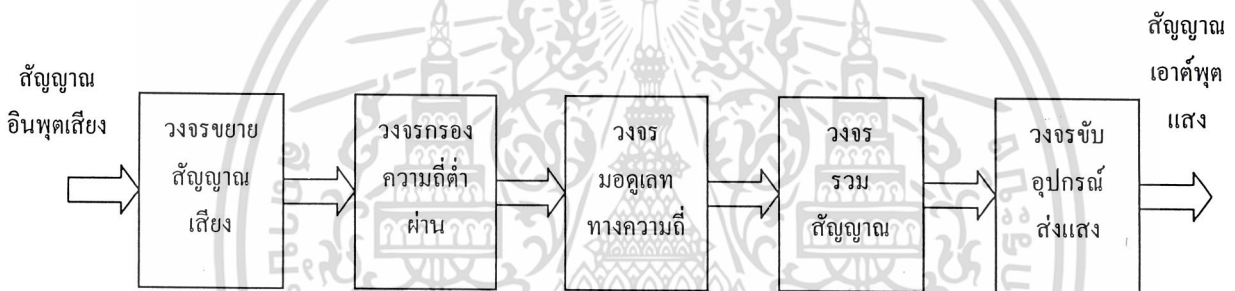 สัญญาณ
อินพุตเสียง
วงจรขยาย
สัญญาณ
เสียง
วงจรกรอง
ความถี่ต่ำ
ผ่าน
วงจร
มอดูเลท
ทางความถี่
วงจร
รวม
สัญญาณ
วงจรขับ
อุปกรณ์
ส่งแสง
สัญญาณ
เอาต์พุต
แสง